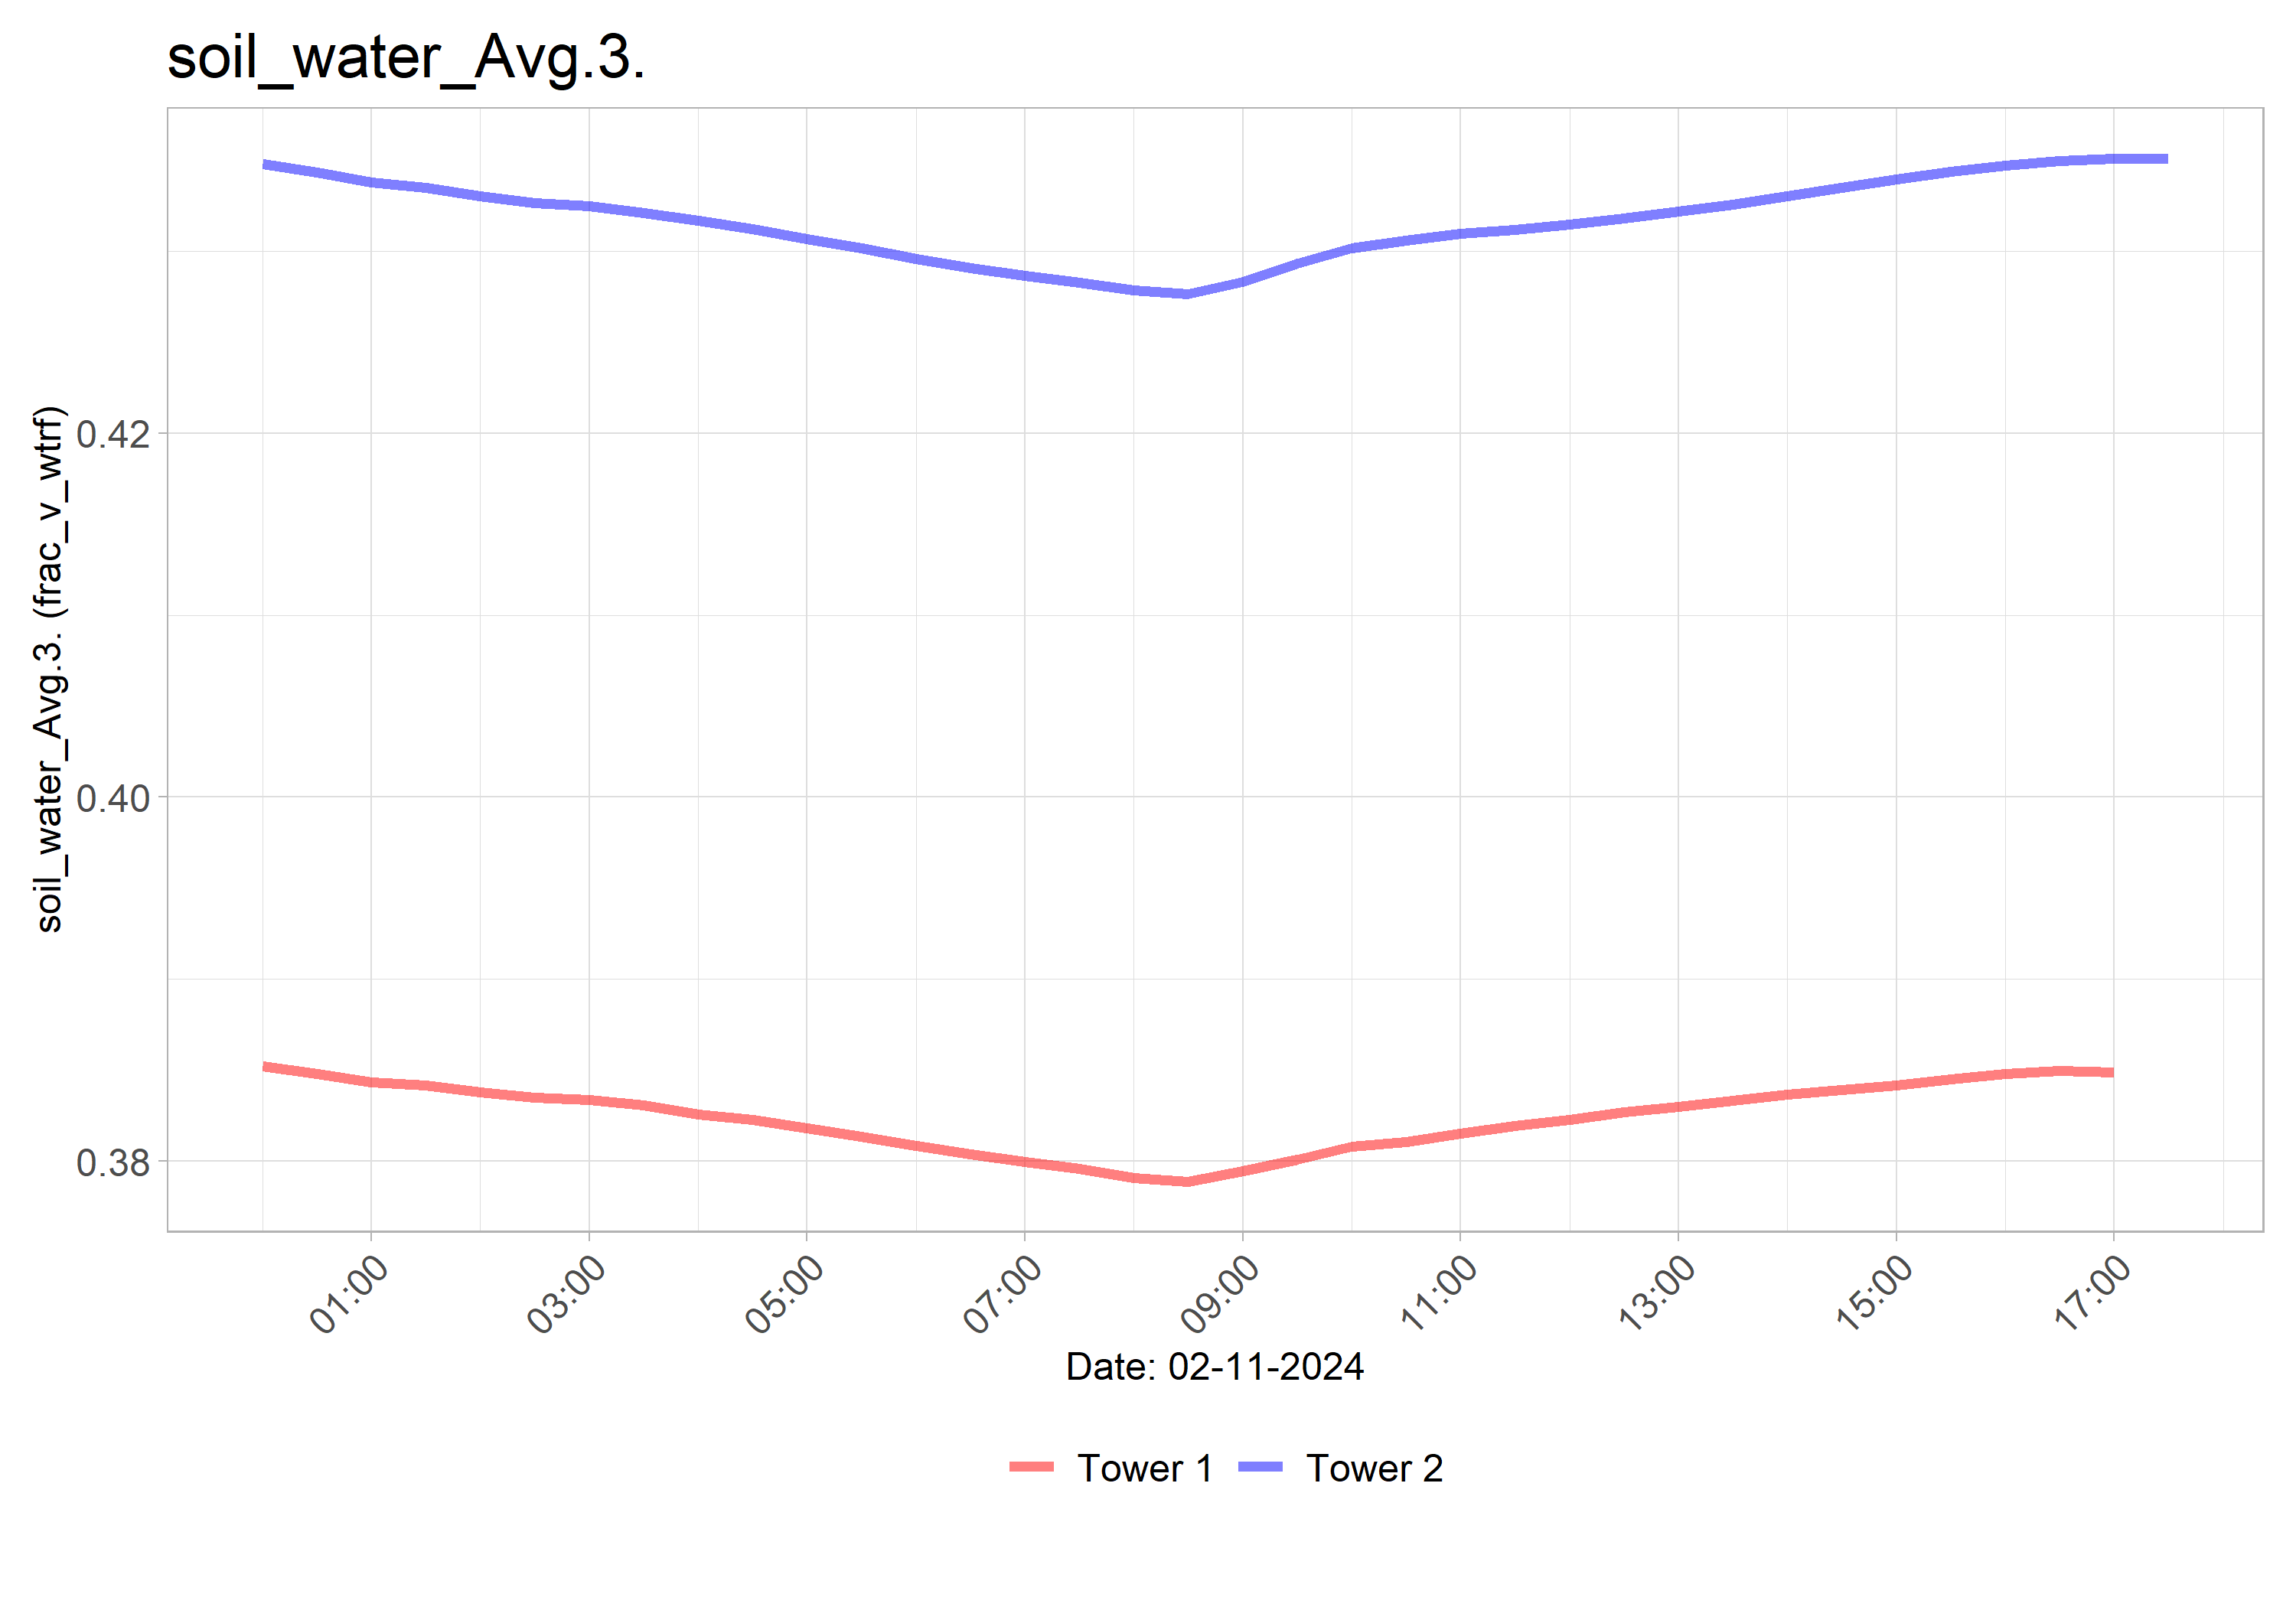 soil_water_Avg.3.
soil_water_Avg.3. (frac_v_wtrf)
0.42
0.40
0.38
01:00
03:00
05:00
07:00
09:00
11:00
13:00
15:00
17:00
Date: 02-11-2024
Tower 1
Tower 2